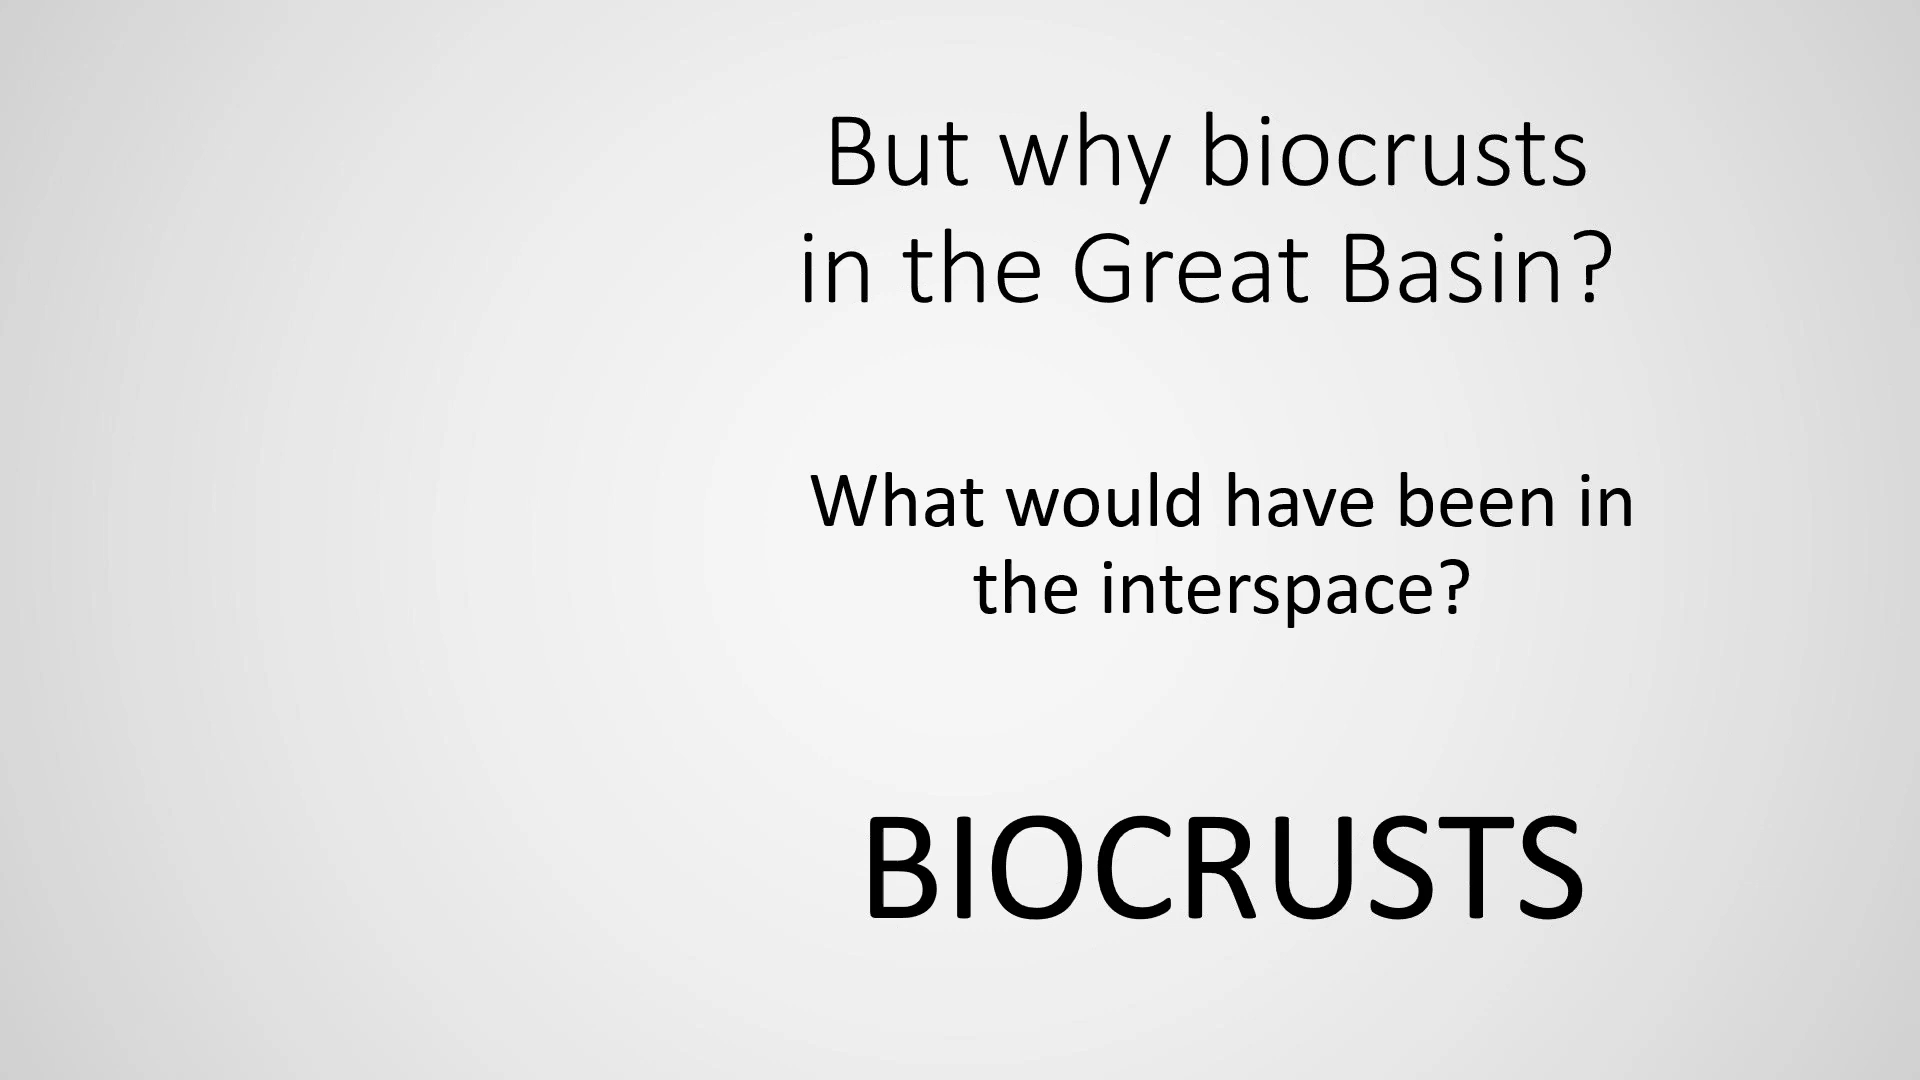 But why biocrusts
in the Great Basin?
What would have been in
the interspace?
BIOCRUSTS